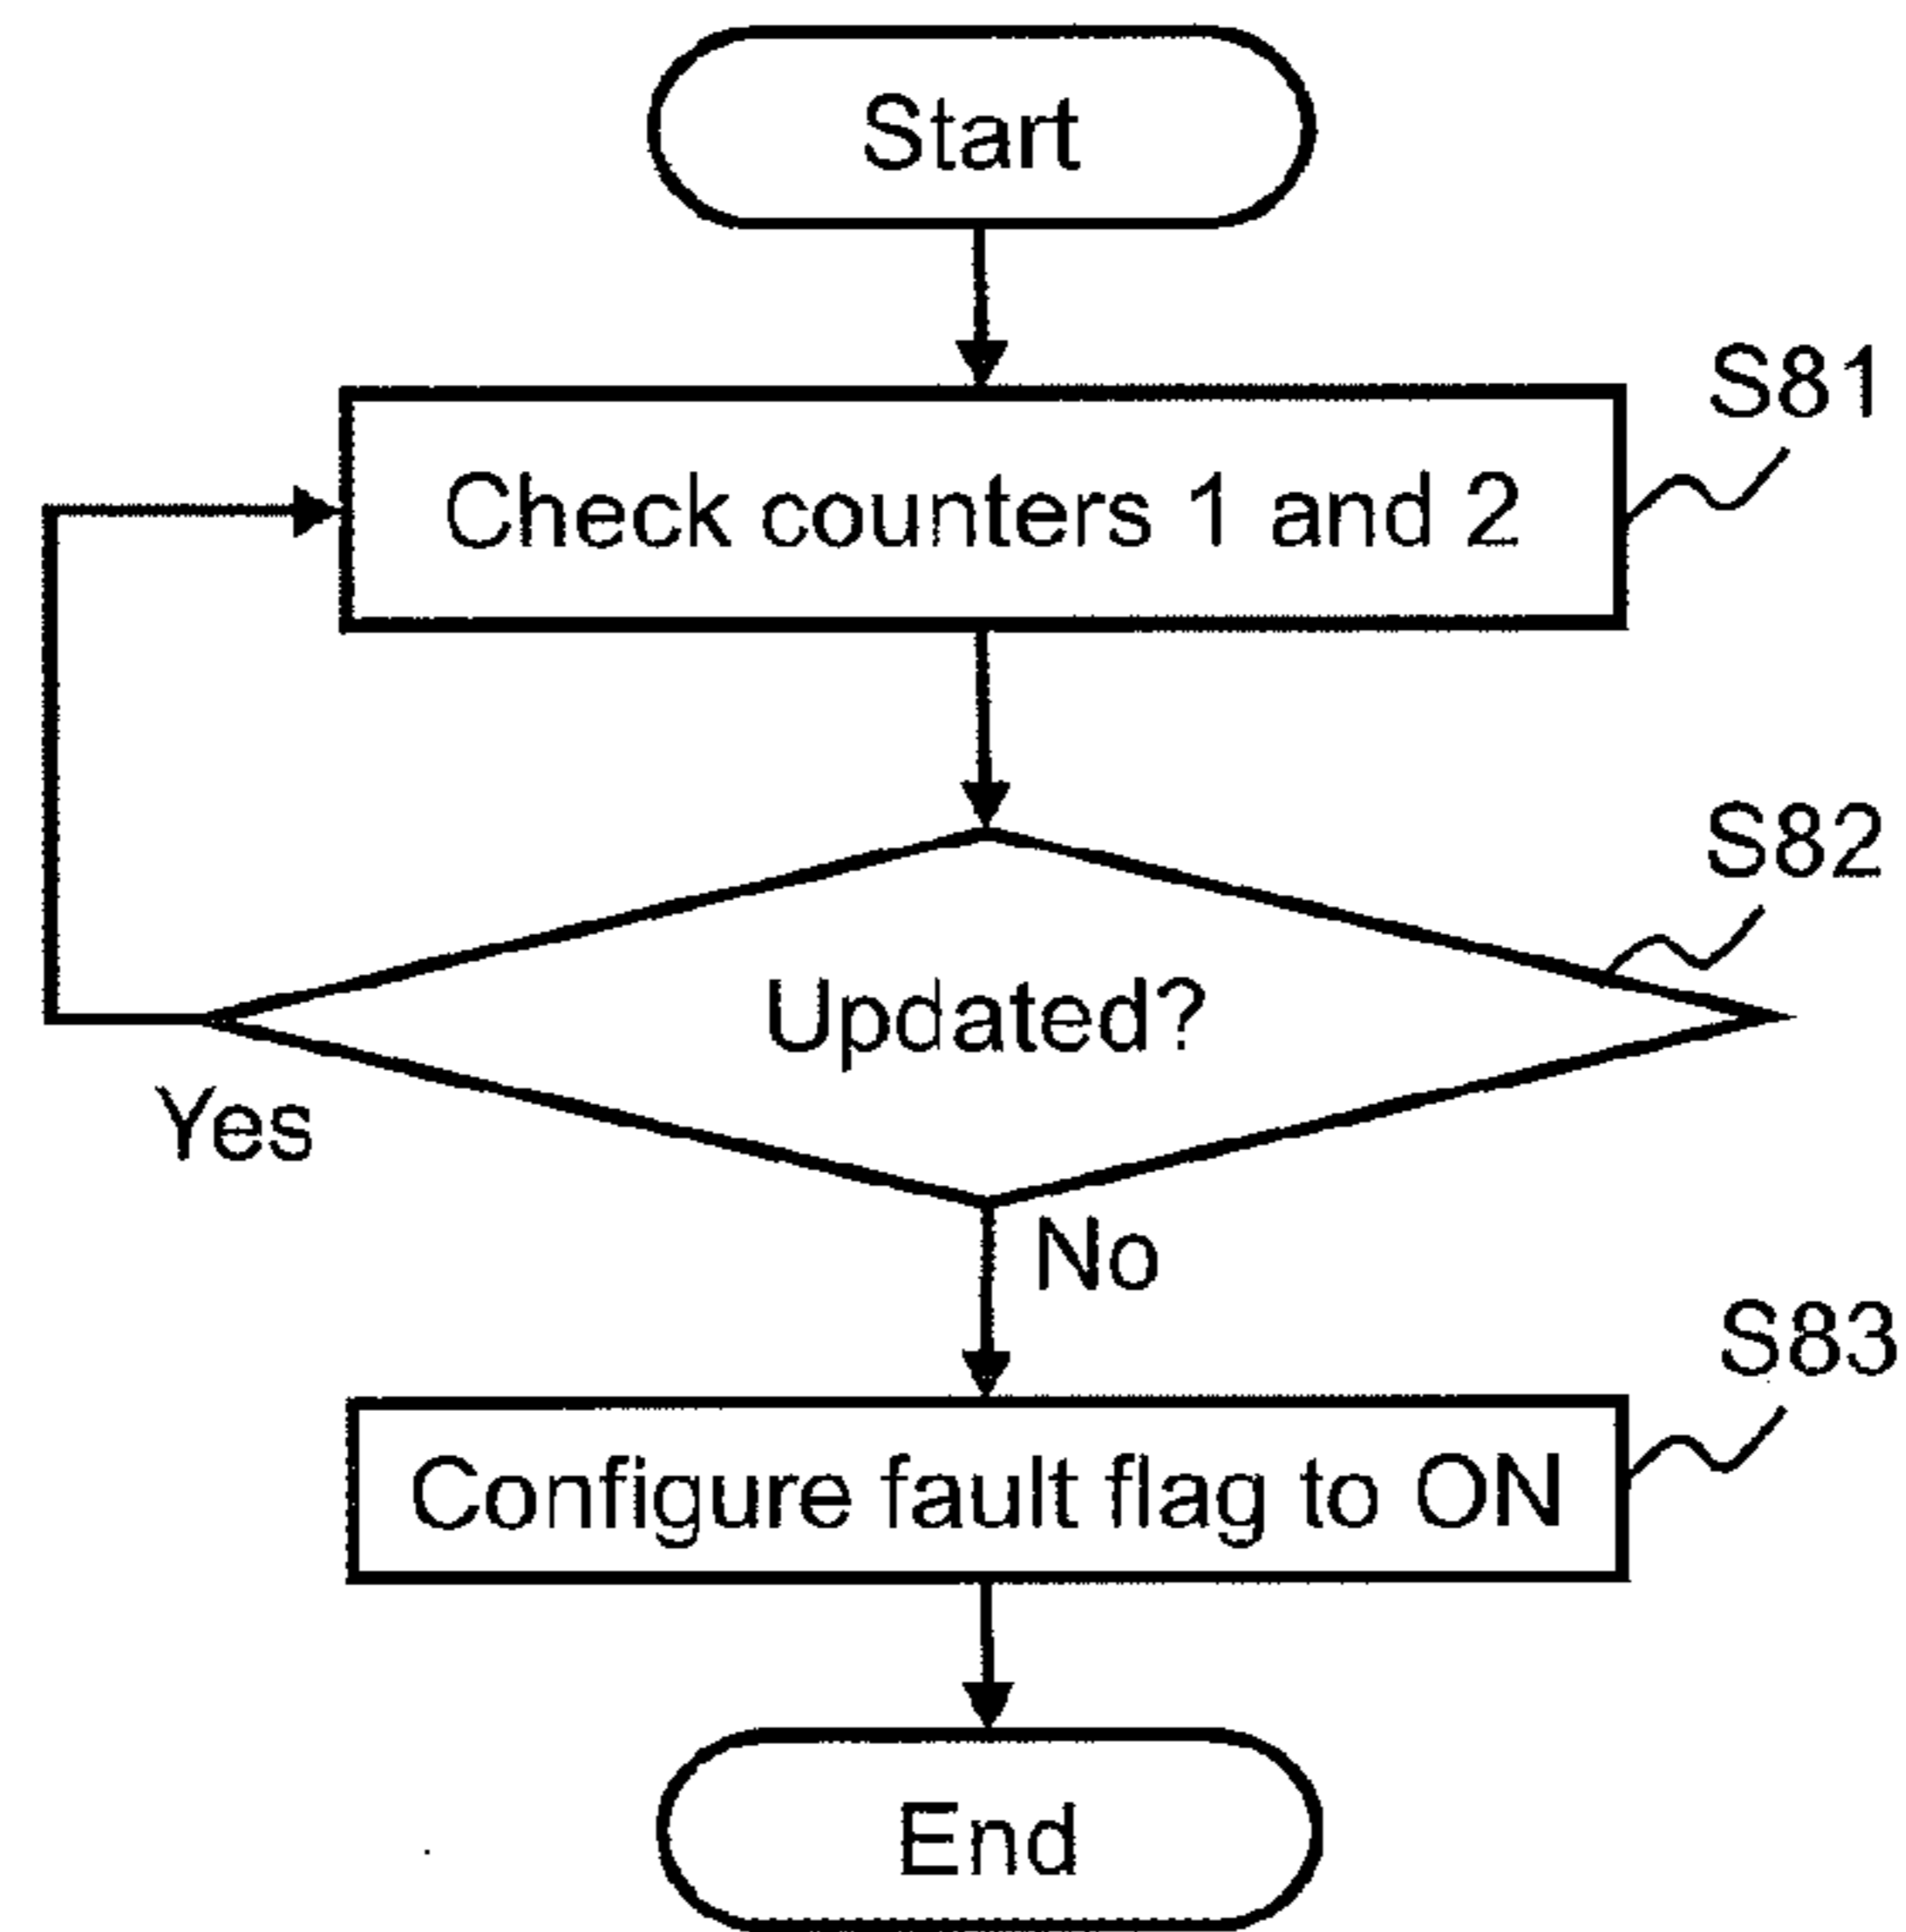 Start
S81
Check counters 1 and 2
S82
Updated?
Yes
No
S83
Configure fault flag to ON
End